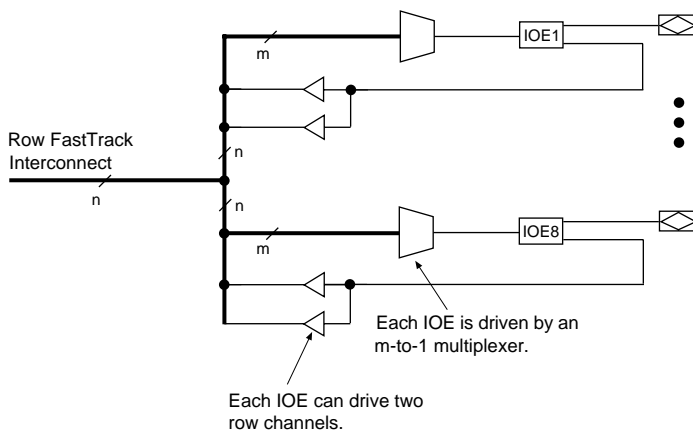 m
IOE1
Row FastTrack
Interconnect
n
n
n
m
IOE8
Each IOE is driven by an
m-to-1 multiplexer.
Each IOE can drive two
row channels.